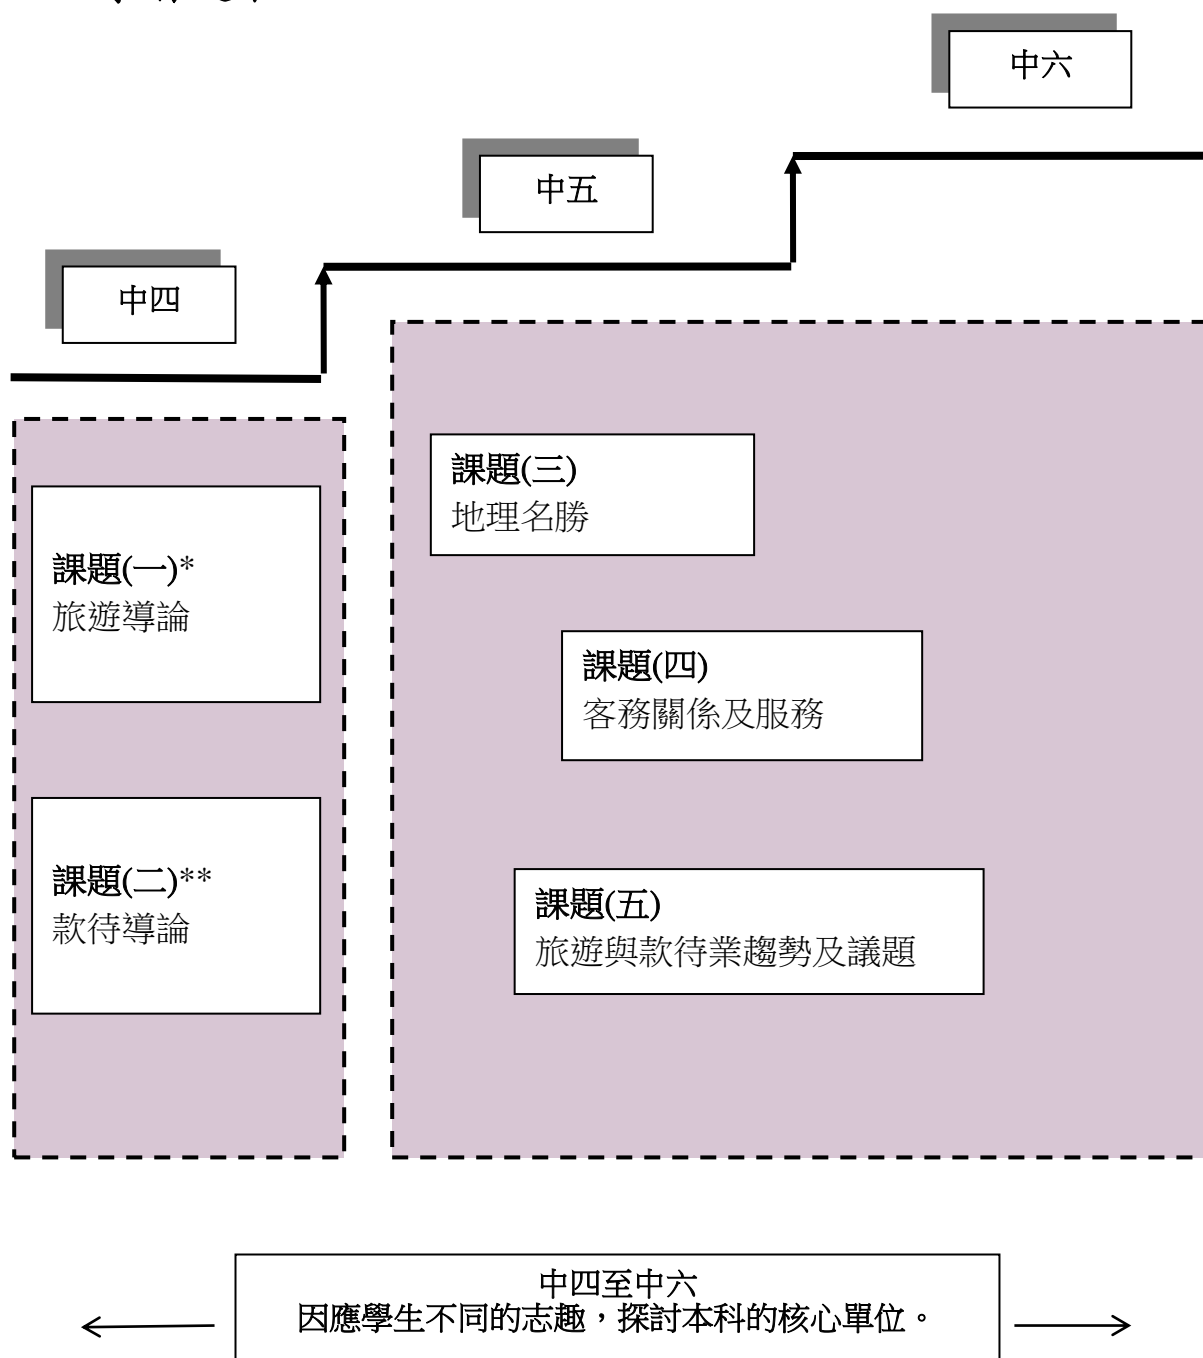 中六
中五
中四
課題(三)
地理名勝
課題(一)*
旅遊導論
課題(四)
客務關係及服務
課題(二)**
款待導論
課題(五)
旅遊與款待業趨勢及議題
中四至中六
因應學生不同的志趣，探討本科的核心單位。